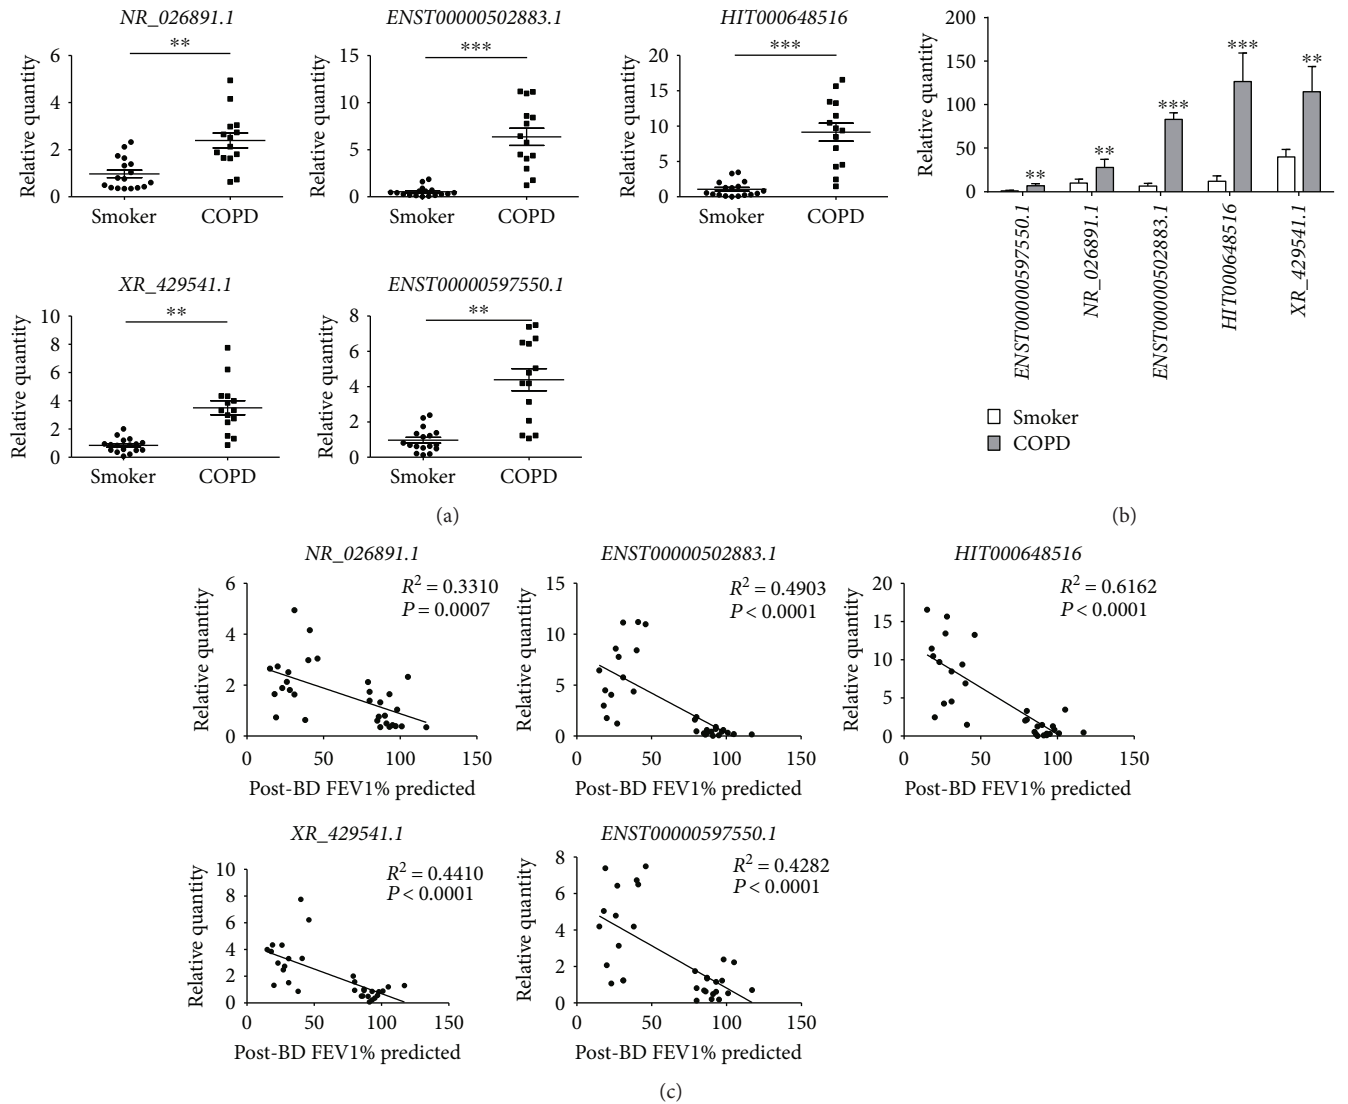 NR_026891.1
**
Relative quantity
6
4
2
0
Smoker COPD
ENST00000502883.1
***
Relative quantity
15
10
5
0
Smoker COPD
HIT000648516
***
Relative quantity
20
15
10
5
0
Smoker COPD
XR_429541.1
**
Relative quantity
10
8
6
4
2
0
Smoker COPD
ENST00000597550.1
**
Relative quantity
8
6
4
2
0
Smoker COPD
(a)
Relative quantity
200
150
100
50
0
**
**
***
***
**
ENST00000597550.1
NR_026891.1
ENST00000502883.1
HIT000648516
XR_429541.1
Smoker
COPD
(b)
NR_026891.1
R² = 0.3310
P = 0.0007
Relative quantity
6
4
2
0
0 50 100 150
Post-BD FEV1% predicted
ENST00000502883.1
R² = 0.4903
P < 0.0001
Relative quantity
15
10
5
0
0 50 100 150
Post-BD FEV1% predicted
HIT000648516
R² = 0.6162
P < 0.0001
Relative quantity
20
15
10
5
0
0 50 100 150
Post-BD FEV1% predicted
XR_429541.1
R² = 0.4410
P < 0.0001
Relative quantity
10
8
6
4
2
0
0 50 100 150
Post-BD FEV1% predicted
ENST00000597550.1
R² = 0.4282
P < 0.0001
Relative quantity
8
6
4
2
0
0 50 100 150
Post-BD FEV1% predicted
(c)